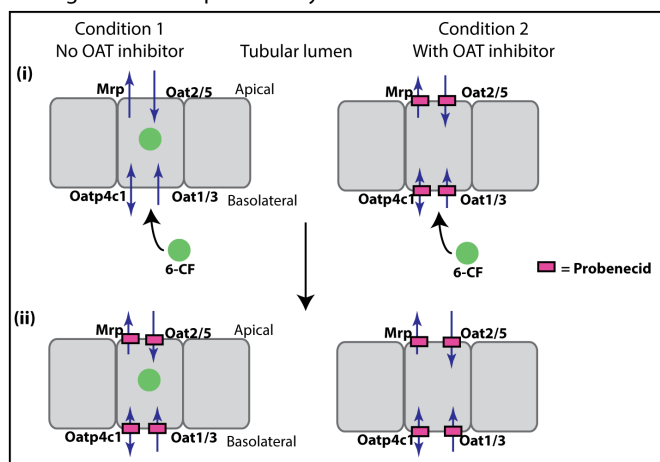 Condition 1
No OAT inhibitor
Tubular lumen
Condition 2
With OAT inhibitor
(i)
Mrp
Oat2/5
Apical
Mrp
Oat2/5
Oatp4c1
Oat1/3
Basolateral
Oatp4c1
Oat1/3
6-CF
6-CF
= Probenecid
(ii)
Mrp
Oat2/5
Apical
Mrp
Oat2/5
Oatp4c1
Oat1/3
Basolateral
Oatp4c1
Oat1/3